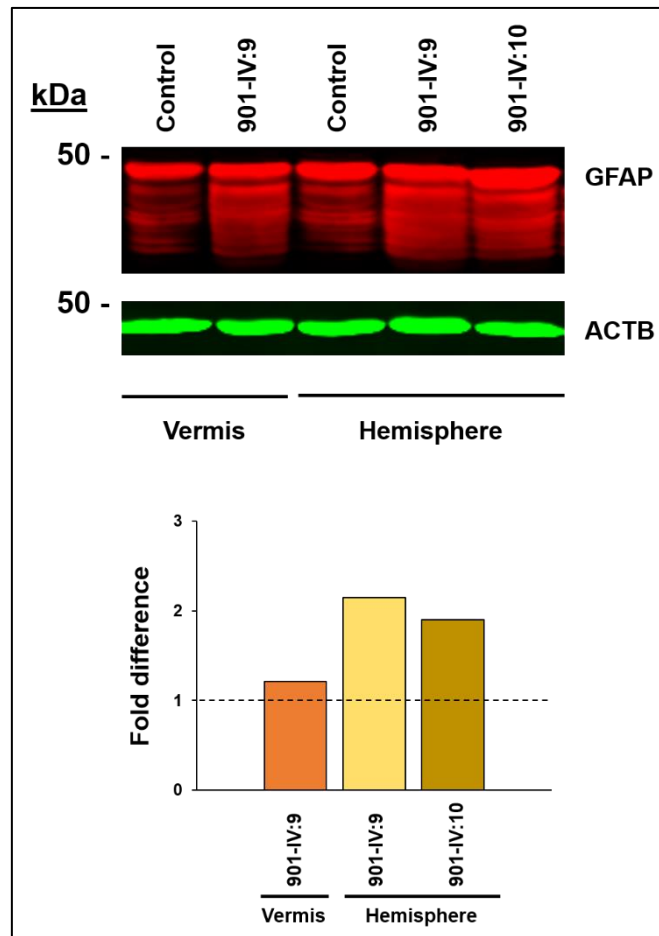 kDa
Control
901-IV:9
Control
901-IV:9
901-IV:10
50 -
GFAP
50 -
ACTB
Vermis
Hemisphere
Fold difference
3
2
1
0
901-IV:9
901-IV:9
901-IV:10
Vermis
Hemisphere